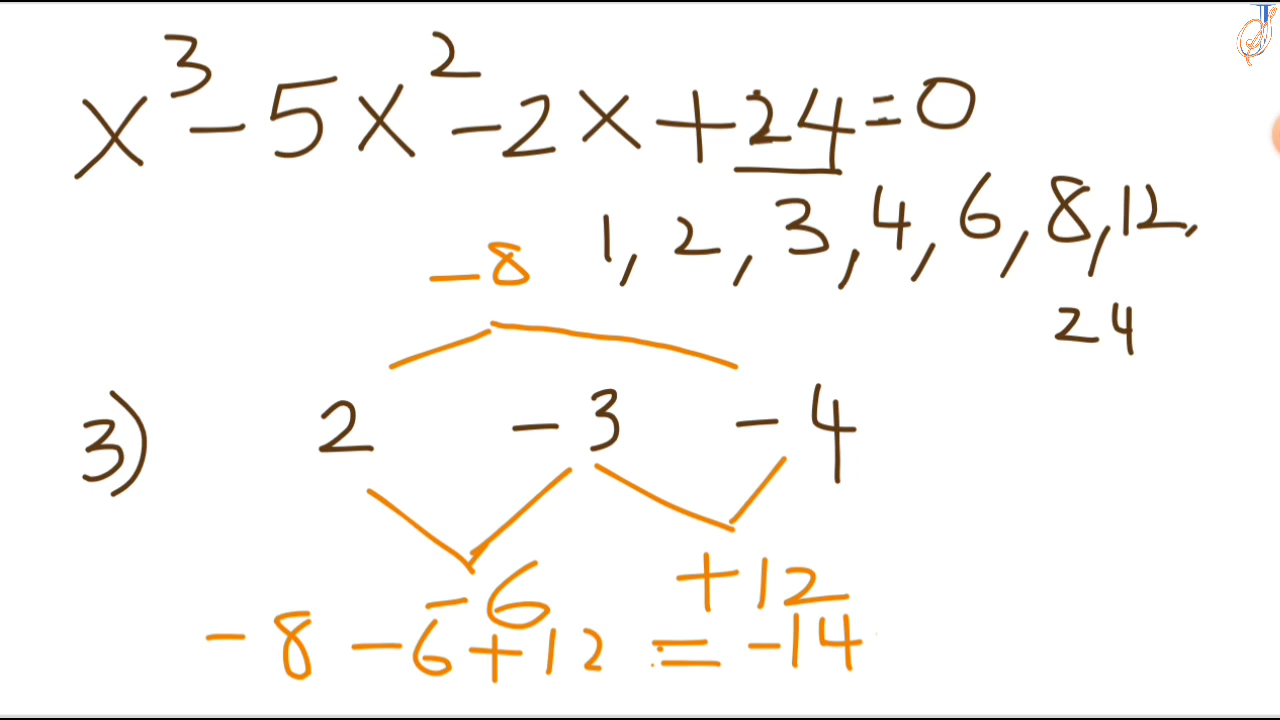 x³ - 5x² - 2x + 24 = 0
1, 2, 3, 4, 6, 8, 12,
24
-8
3) 2 -3 -4
-6 +12
-8 -6 +12 = -14